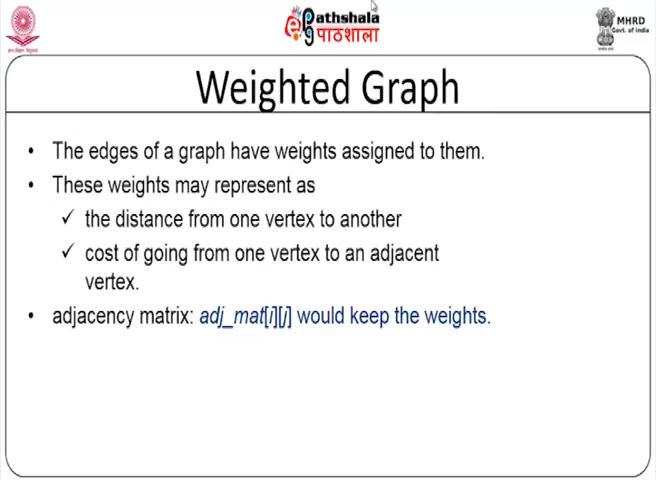 ePathshala
पाठशाला
MHRD
Govt. of India
Weighted Graph
• The edges of a graph have weights assigned to them.
• These weights may represent as
✓ the distance from one vertex to another
✓ cost of going from one vertex to an adjacent
vertex.
• adjacency matrix: adj_mat[i][j] would keep the weights.